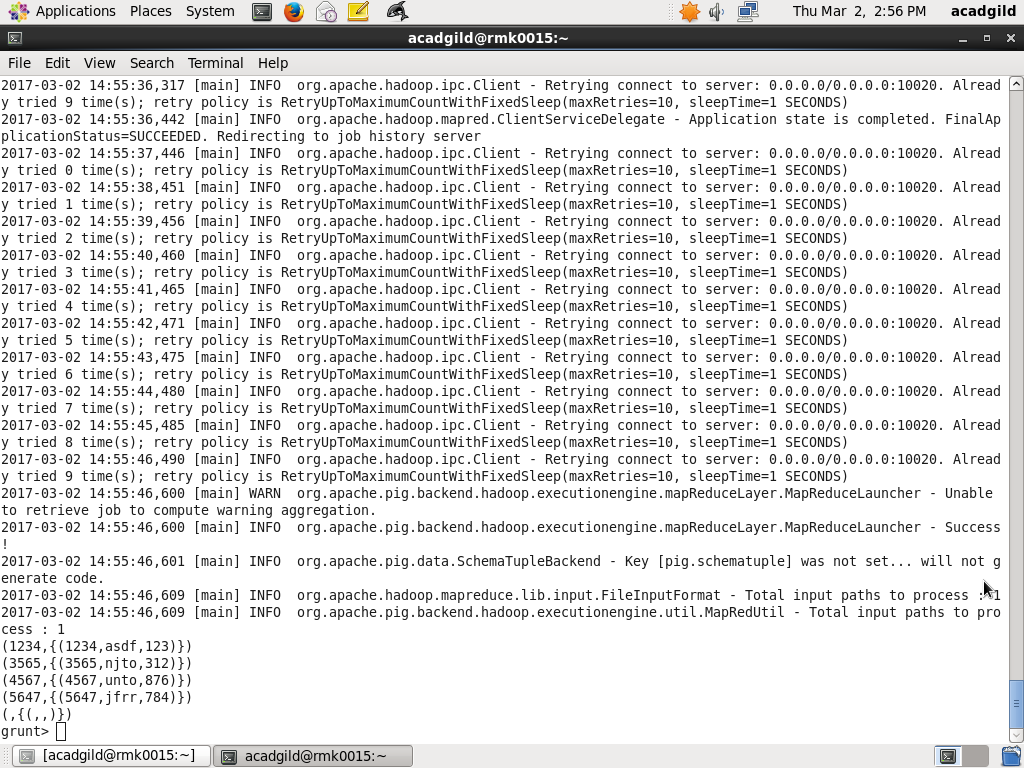 Applications Places System Thu Mar 2, 2:56 PM acadgild
acadgild@rmk0015:~
File Edit View Search Terminal Help
2017-03-02 14:55:36,317 [main] INFO  org.apache.hadoop.ipc.Client - Retrying connect to server: 0.0.0.0/0.0.0.0:10020. Alread
y tried 9 time(s); retry policy is RetryUpToMaximumCountWithFixedSleep(maxRetries=10, sleepTime=1 SECONDS)
2017-03-02 14:55:36,442 [main] INFO  org.apache.hadoop.mapred.ClientServiceDelegate - Application state is completed. FinalAp
plicationStatus=SUCCEEDED. Redirecting to job history server
2017-03-02 14:55:37,446 [main] INFO  org.apache.hadoop.ipc.Client - Retrying connect to server: 0.0.0.0/0.0.0.0:10020. Alread
y tried 0 time(s); retry policy is RetryUpToMaximumCountWithFixedSleep(maxRetries=10, sleepTime=1 SECONDS)
2017-03-02 14:55:38,451 [main] INFO  org.apache.hadoop.ipc.Client - Retrying connect to server: 0.0.0.0/0.0.0.0:10020. Alread
y tried 1 time(s); retry policy is RetryUpToMaximumCountWithFixedSleep(maxRetries=10, sleepTime=1 SECONDS)
2017-03-02 14:55:39,456 [main] INFO  org.apache.hadoop.ipc.Client - Retrying connect to server: 0.0.0.0/0.0.0.0:10020. Alread
y tried 2 time(s); retry policy is RetryUpToMaximumCountWithFixedSleep(maxRetries=10, sleepTime=1 SECONDS)
2017-03-02 14:55:40,460 [main] INFO  org.apache.hadoop.ipc.Client - Retrying connect to server: 0.0.0.0/0.0.0.0:10020. Alread
y tried 3 time(s); retry policy is RetryUpToMaximumCountWithFixedSleep(maxRetries=10, sleepTime=1 SECONDS)
2017-03-02 14:55:41,465 [main] INFO  org.apache.hadoop.ipc.Client - Retrying connect to server: 0.0.0.0/0.0.0.0:10020. Alread
y tried 4 time(s); retry policy is RetryUpToMaximumCountWithFixedSleep(maxRetries=10, sleepTime=1 SECONDS)
2017-03-02 14:55:42,471 [main] INFO  org.apache.hadoop.ipc.Client - Retrying connect to server: 0.0.0.0/0.0.0.0:10020. Alread
y tried 5 time(s); retry policy is RetryUpToMaximumCountWithFixedSleep(maxRetries=10, sleepTime=1 SECONDS)
2017-03-02 14:55:43,475 [main] INFO  org.apache.hadoop.ipc.Client - Retrying connect to server: 0.0.0.0/0.0.0.0:10020. Alread
y tried 6 time(s); retry policy is RetryUpToMaximumCountWithFixedSleep(maxRetries=10, sleepTime=1 SECONDS)
2017-03-02 14:55:44,480 [main] INFO  org.apache.hadoop.ipc.Client - Retrying connect to server: 0.0.0.0/0.0.0.0:10020. Alread
y tried 7 time(s); retry policy is RetryUpToMaximumCountWithFixedSleep(maxRetries=10, sleepTime=1 SECONDS)
2017-03-02 14:55:45,485 [main] INFO  org.apache.hadoop.ipc.Client - Retrying connect to server: 0.0.0.0/0.0.0.0:10020. Alread
y tried 8 time(s); retry policy is RetryUpToMaximumCountWithFixedSleep(maxRetries=10, sleepTime=1 SECONDS)
2017-03-02 14:55:46,490 [main] INFO  org.apache.hadoop.ipc.Client - Retrying connect to server: 0.0.0.0/0.0.0.0:10020. Alread
y tried 9 time(s); retry policy is RetryUpToMaximumCountWithFixedSleep(maxRetries=10, sleepTime=1 SECONDS)
2017-03-02 14:55:46,600 [main] WARN  org.apache.pig.backend.hadoop.executionengine.mapReduceLayer.MapReduceLauncher - Unable
to retrieve job to compute warning aggregation.
2017-03-02 14:55:46,600 [main] INFO  org.apache.pig.backend.hadoop.executionengine.mapReduceLayer.MapReduceLauncher - Success
!
2017-03-02 14:55:46,601 [main] INFO  org.apache.pig.data.SchemaTupleBackend - Key [pig.schematuple] was not set... will not g
enerate code.
2017-03-02 14:55:46,609 [main] INFO  org.apache.hadoop.mapreduce.lib.input.FileInputFormat - Total input paths to process : 1
2017-03-02 14:55:46,609 [main] INFO  org.apache.pig.backend.hadoop.executionengine.util.MapRedUtil - Total input paths to pro
cess : 1
(1234,{(1234,asdf,123)})
(3565,{(3565,njto,312)})
(4567,{(4567,unto,876)})
(5647,{(5647,jfrr,784)})
(,{(,,)})
grunt>
[acadgild@rmk0015:~] acadgild@rmk0015:~